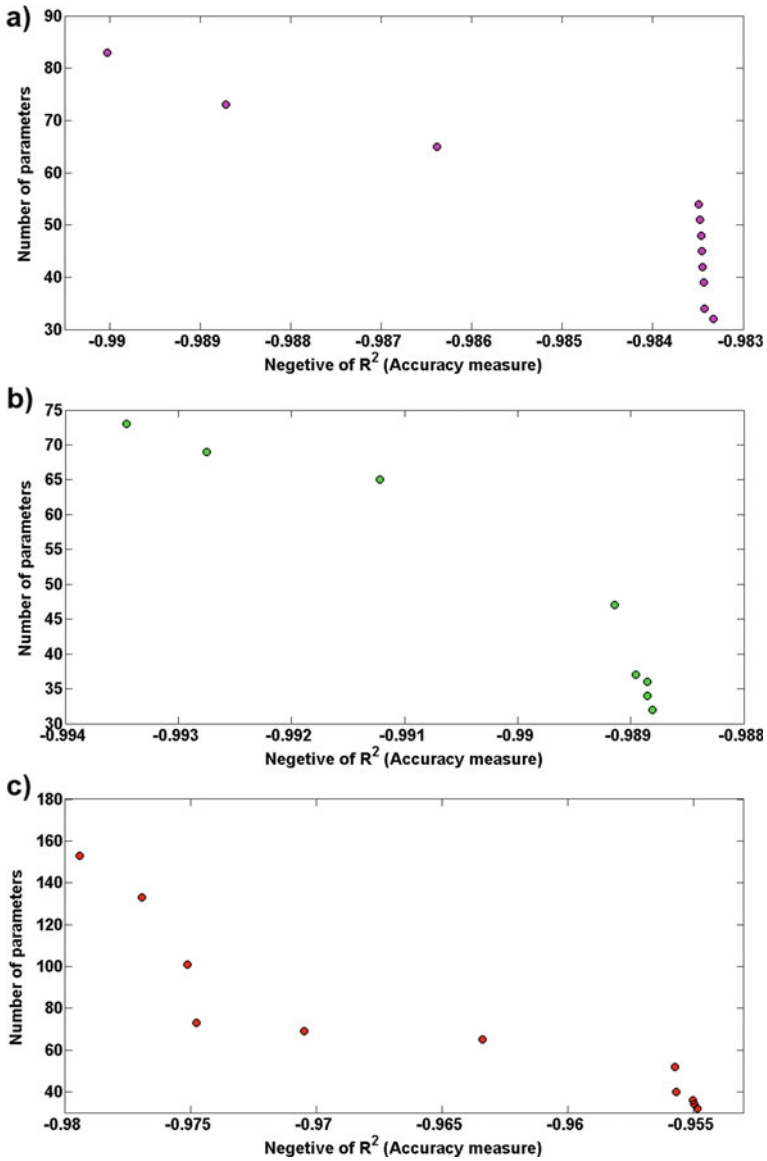 a)
90
80
70
60
50
40
30
Number of parameters
-0.99 -0.989 -0.988 -0.987 -0.986 -0.985 -0.984 -0.983
Negetive of R² (Accuracy measure)
b)
75
70
65
60
55
50
45
40
35
30
Number of parameters
-0.994 -0.993 -0.992 -0.991 -0.99 -0.989 -0.988
Negetive of R² (Accuracy measure)
c)
180
160
140
120
100
80
60
40
Number of parameters
-0.98 -0.975 -0.97 -0.965 -0.96 -0.955
Negetive of R² (Accuracy measure)